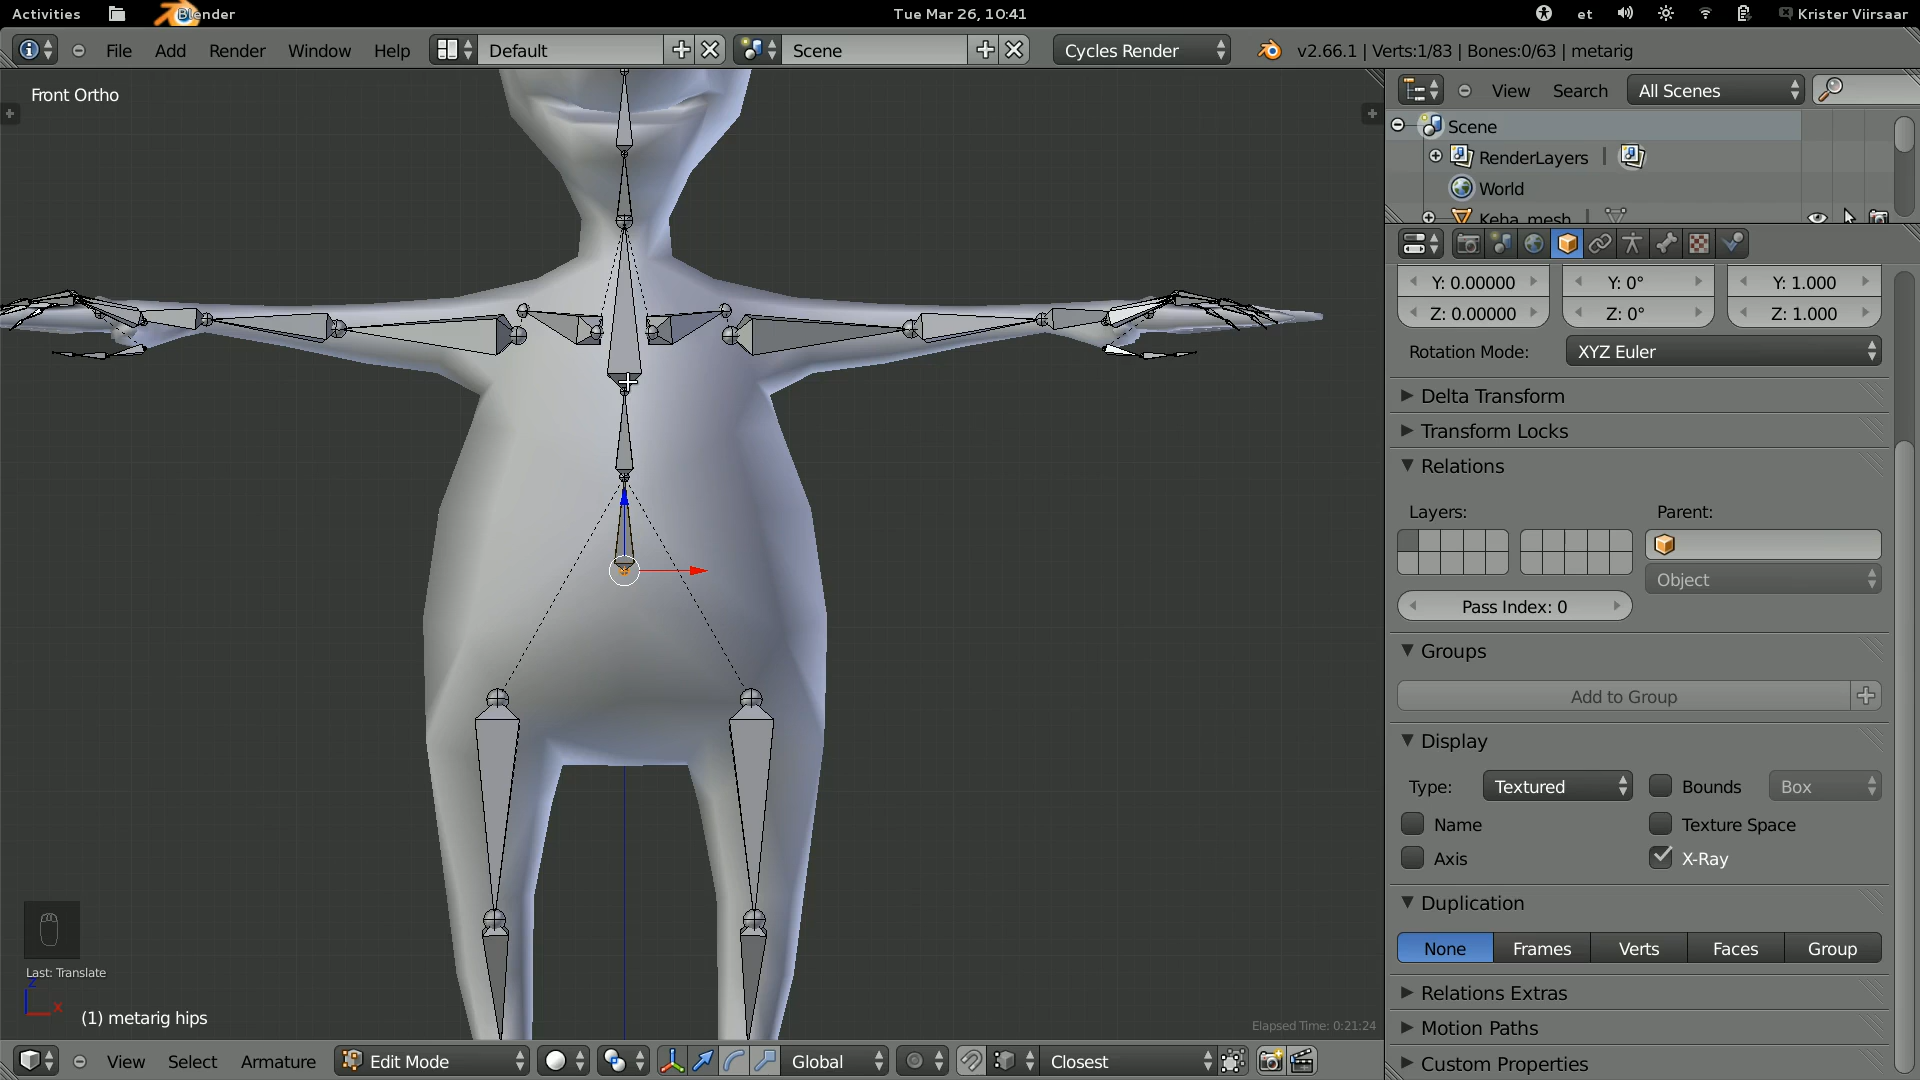 Activities Blender Tue Mar 26, 10:41 et Krister Viirsaar
File Add Render Window Help Default Scene Cycles Render v2.66.1 | Verts:1/83 | Bones:0/63 | metarig
Front Ortho
View Search All Scenes
Scene
RenderLayers |
World
Keha_mesh
Y: 0.00000 Y: 0° Y: 1.000
Z: 0.00000 Z: 0° Z: 1.000
Rotation Mode: XYZ Euler
Delta Transform
Transform Locks
Relations
Layers: Parent:
Object
Pass Index: 0
Groups
Add to Group
Display
Type: Textured Bounds Box
Name Texture Space
Axis X-Ray
Duplication
None Frames Verts Faces Group
Last: Translate
Relations Extras
z
x
(1) metarig hips
Elapsed Time: 0:21:24
Motion Paths
View Select Armature Edit Mode Global Closest
Custom Properties